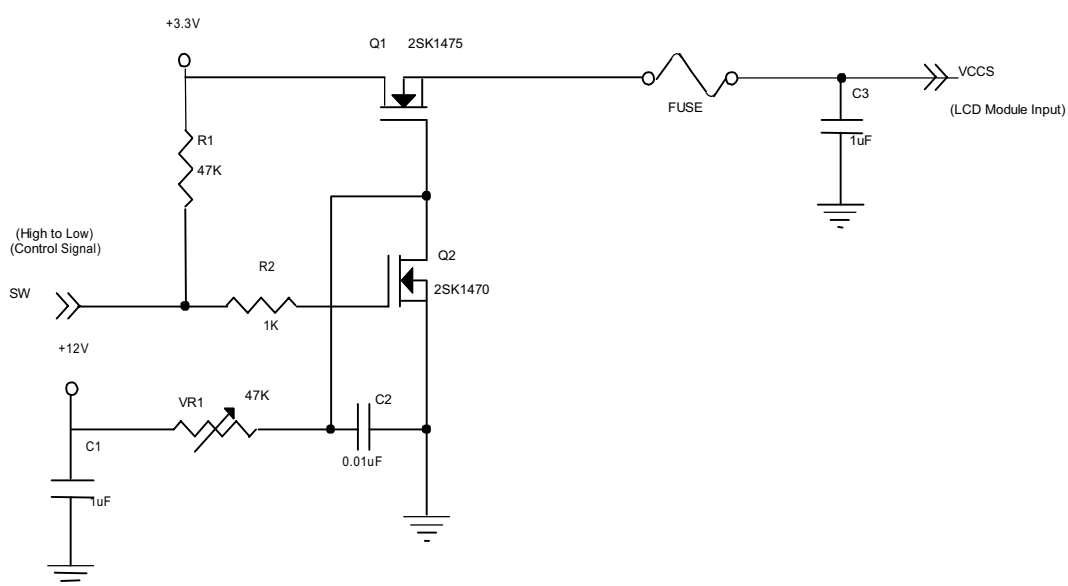 +3.3V
Q1 2SK1475
R1
47K
FUSE
C3
1uF
VCCS
(LCD Module Input)
(High to Low)
(Control Signal)
SW
R2
1K
Q2
2SK1470
+12V
VR1
47K
C2
0.01uF
C1
1uF